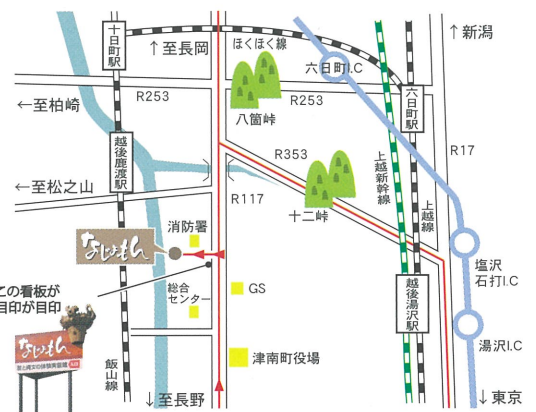 十日町駅
↑至長岡
ほくほく線
六日町I.C
↑新潟
←至柏崎
R253
八箇峠
R253
六日町駅
越後鹿渡駅
R353
上越新幹線
R17
←至松之山
R117
十二峠
上越線
消防署
なじょもん
塩沢
石打I.C
この看板が
目印が目印
総合
センター
GS
越後湯沢駅
なじょもん
津南町役場
湯沢I.C
飯山線
↓至長野
↓東京